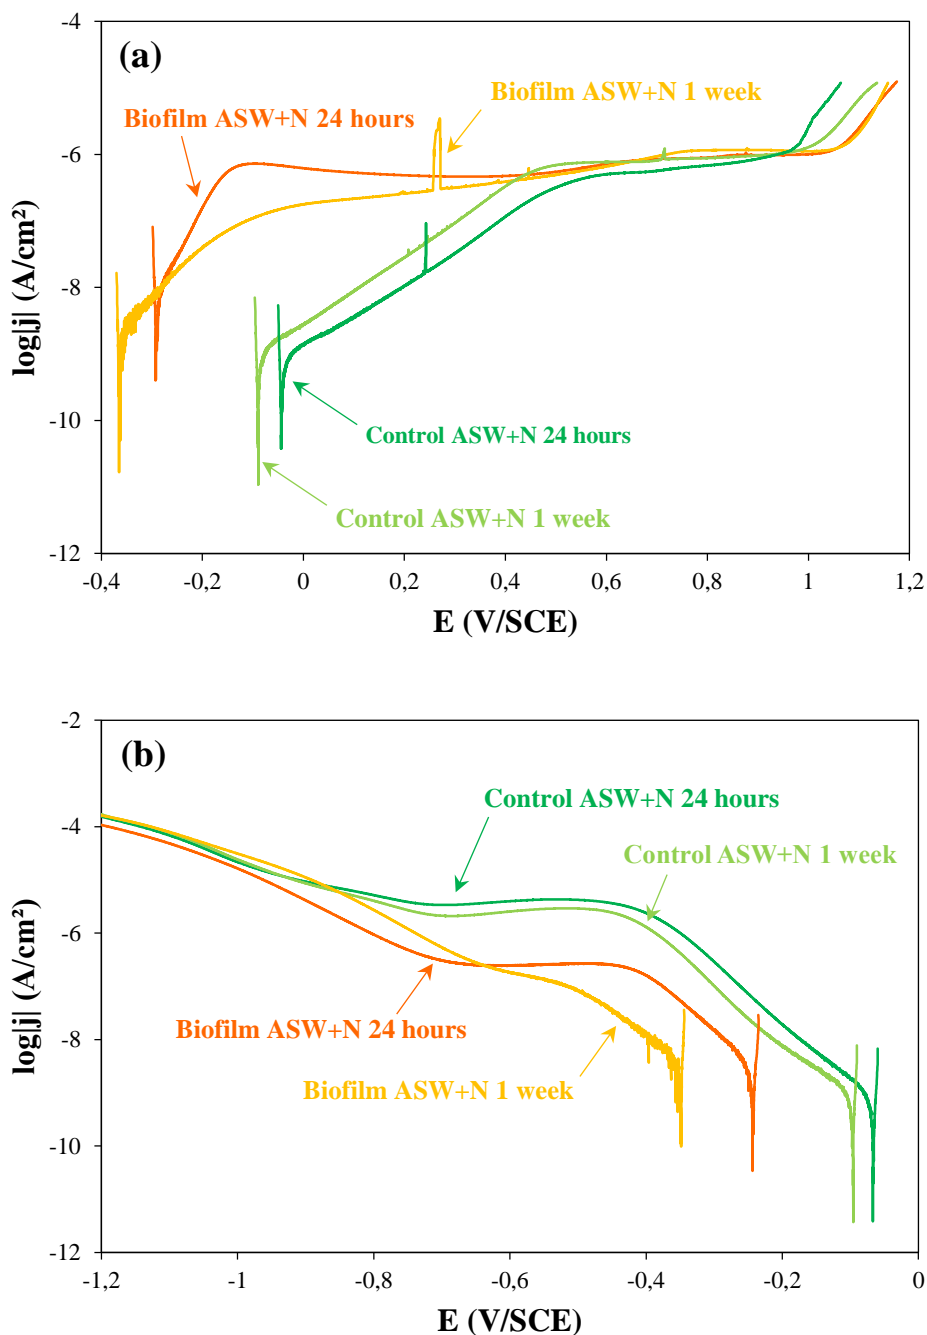 (a)
Biofilm ASW+N 1 week
Biofilm ASW+N 24 hours
Control ASW+N 24 hours
Control ASW+N 1 week
log|j| (A/cm²)
-4
-6
-8
-10
-12
-0,4 -0,2 0 0,2 0,4 0,6 0,8 1 1,2
E (V/SCE)
(b)
Control ASW+N 24 hours
Control ASW+N 1 week
Biofilm ASW+N 24 hours
Biofilm ASW+N 1 week
log|j| (A/cm²)
-2
-4
-6
-8
-10
-12
-1,2 -1 -0,8 -0,6 -0,4 -0,2 0
E (V/SCE)